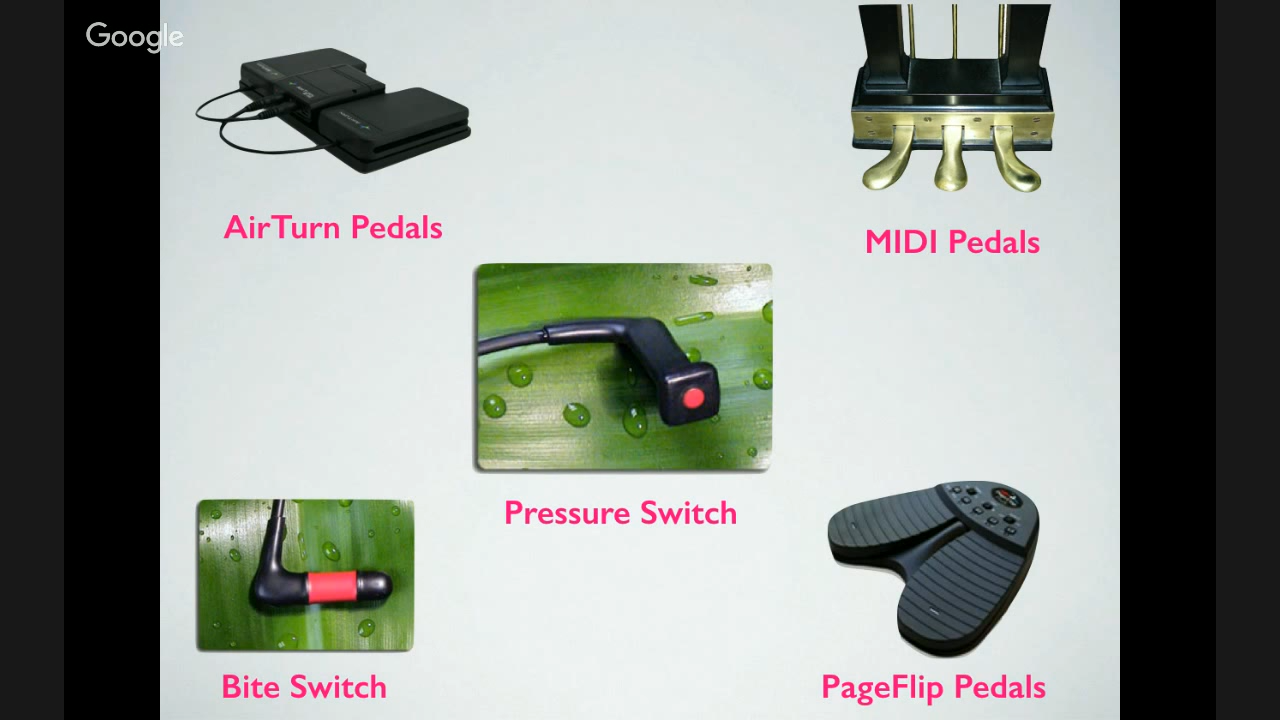 Google
AirTurn Pedals
MIDI Pedals
Pressure Switch
Bite Switch
PageFlip Pedals